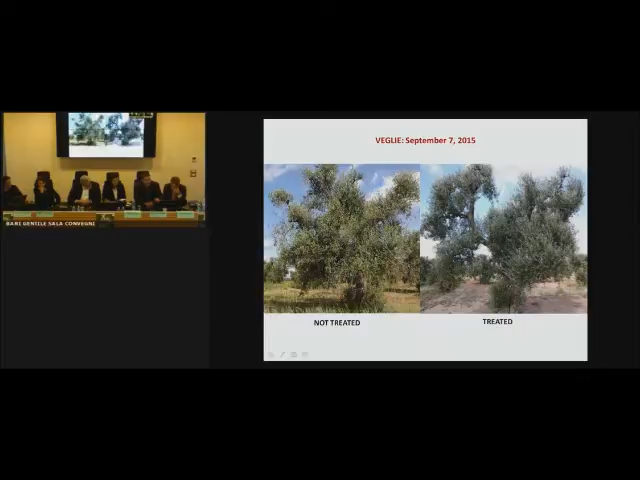 VEGLIE: September 7, 2015
NOT TREATED
TREATED
BARI GENTILE SALA CONVEGNI